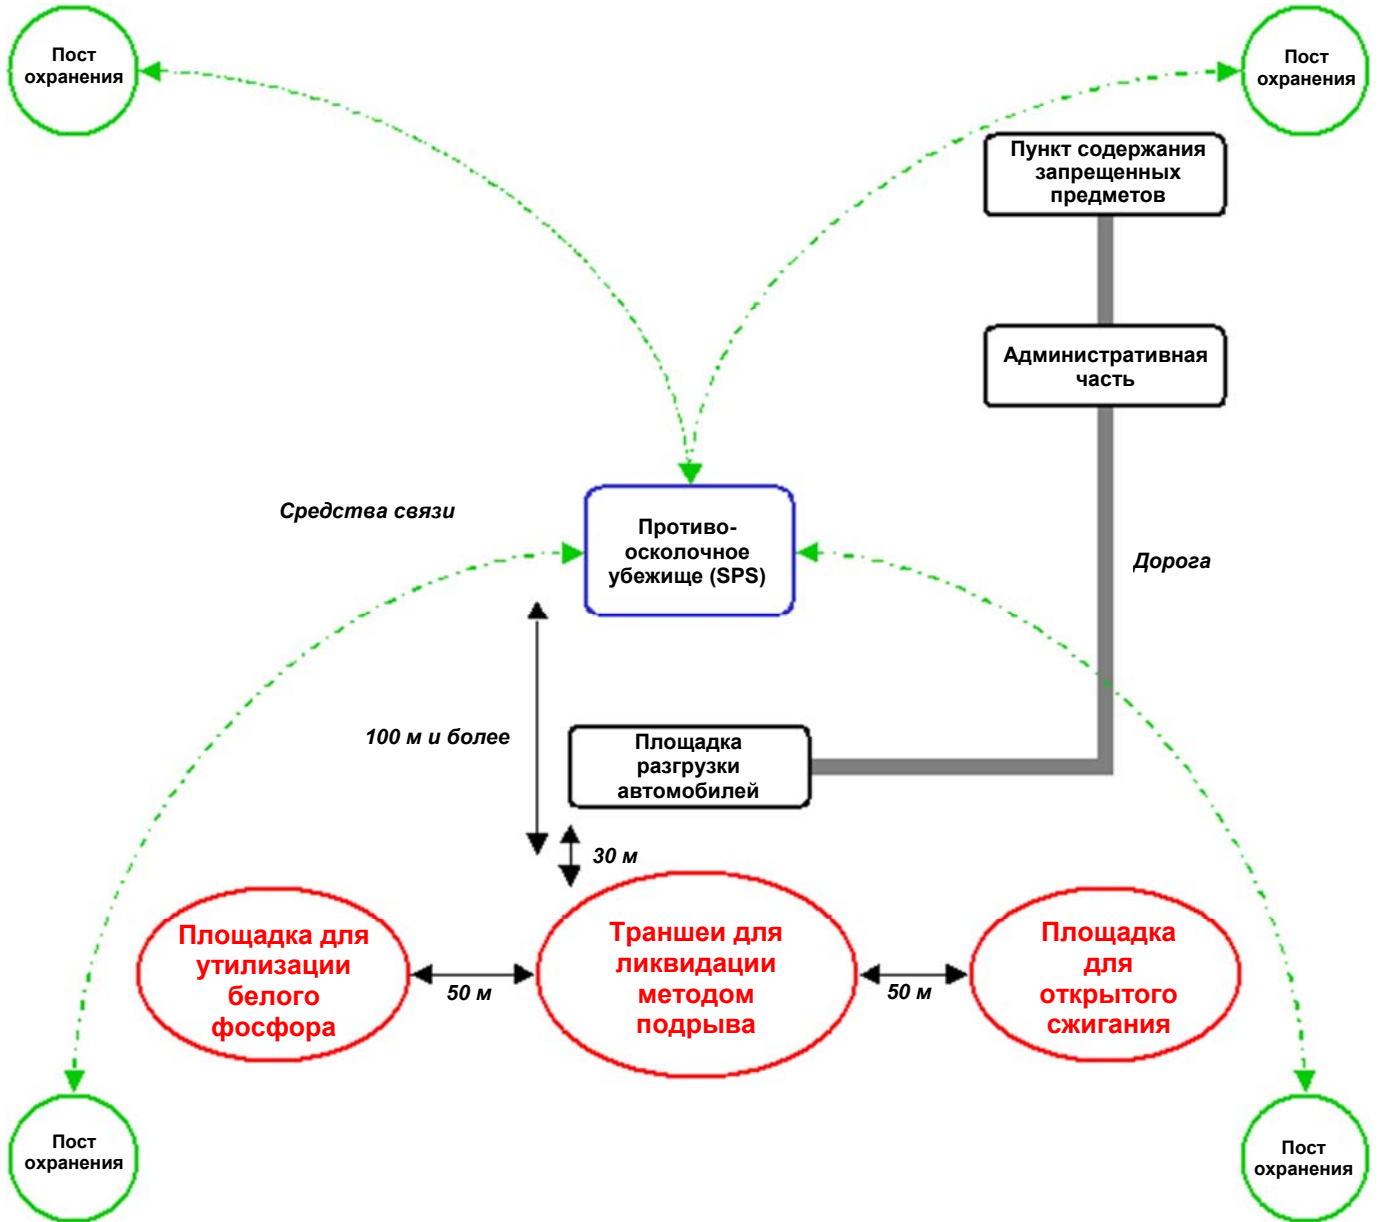 Пост
охранения
Пост
охранения
Пункт содержания
запрещенных
предметов
Административная
часть
Средства связи
Противо-
осколочное
убежище (SPS)
Дорога
100 м и более
Площадка
разгрузки
автомобилей
30 м
Площадка для
утилизации
белого
фосфора
50 м
Траншеи для
ликвидации
методом
подрыва
50 м
Площадка
для
открытого
сжигания
Пост
охранения
Пост
охранения